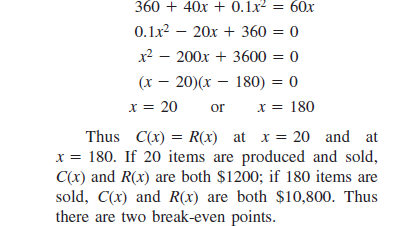 360 + 40x + 0.1x² = 60x
0.1x² − 20x + 360 = 0
x² − 200x + 3600 = 0
(x − 20)(x − 180) = 0
x = 20 or x = 180
Thus C(x) = R(x) at x = 20 and at
x = 180. If 20 items are produced and sold,
C(x) and R(x) are both $1200; if 180 items are
sold, C(x) and R(x) are both $10,800. Thus
there are two break-even points.